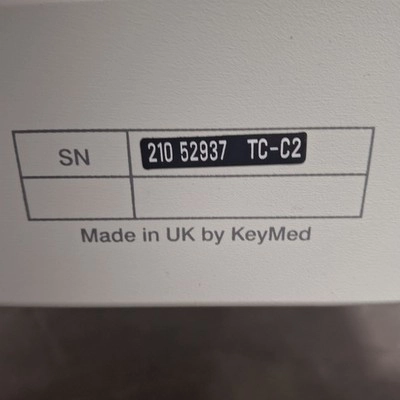 SN 210 52937 TC-C2
Made in UK by KeyMed